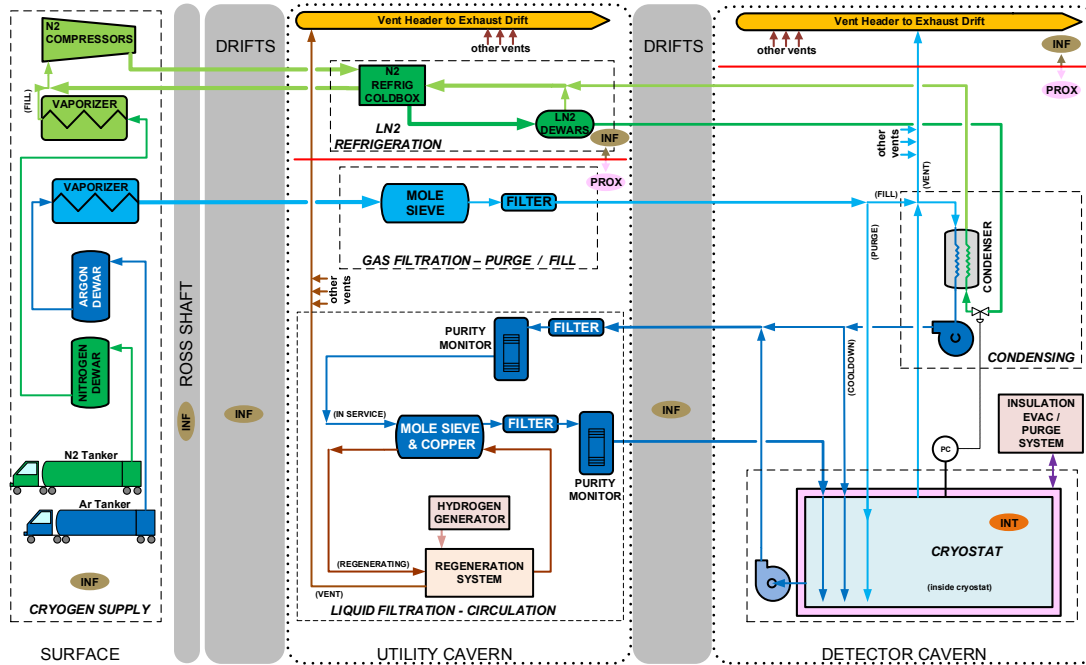 N2
COMPRESSORS
(FILL)
VAPORIZER
VAPORIZER
ARGON
DEWAR
NITROGEN
DEWAR
N2 Tanker
Ar Tanker
INF
CRYOGEN SUPPLY
SURFACE
ROSS SHAFT
INF
DRIFTS
INF
Vent Header to Exhaust Drift
other vents
N2
REFRIG
COLDBOX
LN2
DEWARS
LN2
REFRIGERATION
INF
PROX
MOLE
SIEVE
FILTER
GAS FILTRATION – PURGE / FILL
other
vents
PURITY
MONITOR
FILTER
(IN SERVICE)
MOLE SIEVE
& COPPER
FILTER
PURITY
MONITOR
HYDROGEN
GENERATOR
(REGENERATING)
REGENERATION
SYSTEM
(VENT)
LIQUID FILTRATION - CIRCULATION
UTILITY CAVERN
DRIFTS
INF
Vent Header to Exhaust Drift
other vents
INF
PROX
other
vents
(VENT)
(FILL)
(PURGE)
CONDENSER
C
CONDENSING
(COOLDOWN)
INSULATION
EVAC /
PURGE
SYSTEM
PC
INT
CRYOSTAT
(inside cryostat)
DETECTOR CAVERN